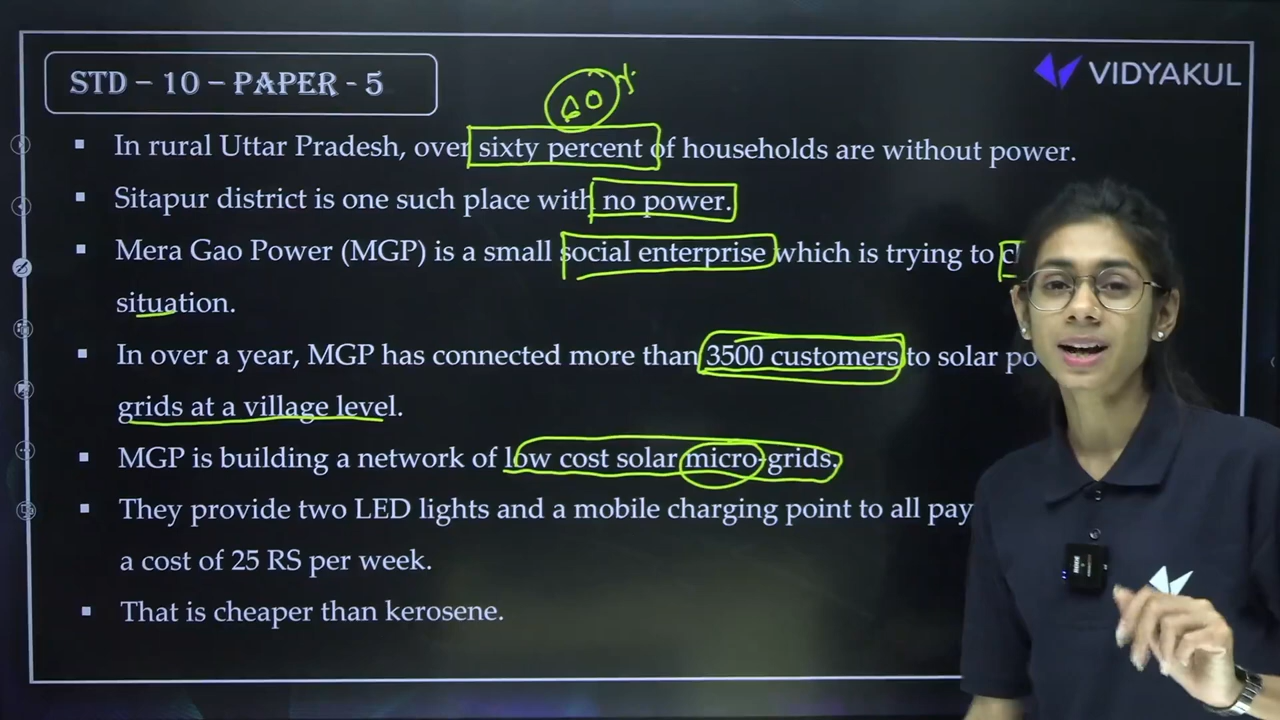 STD – 10 – PAPER - 5
VIDYAKUL
60 %
▪ In rural Uttar Pradesh, over sixty percent of households are without power.
▪ Sitapur district is one such place with no power.
▪ Mera Gao Power (MGP) is a small social enterprise which is trying to
situation.
▪ In over a year, MGP has connected more than 3500 customers to solar
grids at a village level.
▪ MGP is building a network of low cost solar micro-grids.
▪ They provide two LED lights and a mobile charging point to all
a cost of 25 RS per week.
▪ That is cheaper than kerosene.